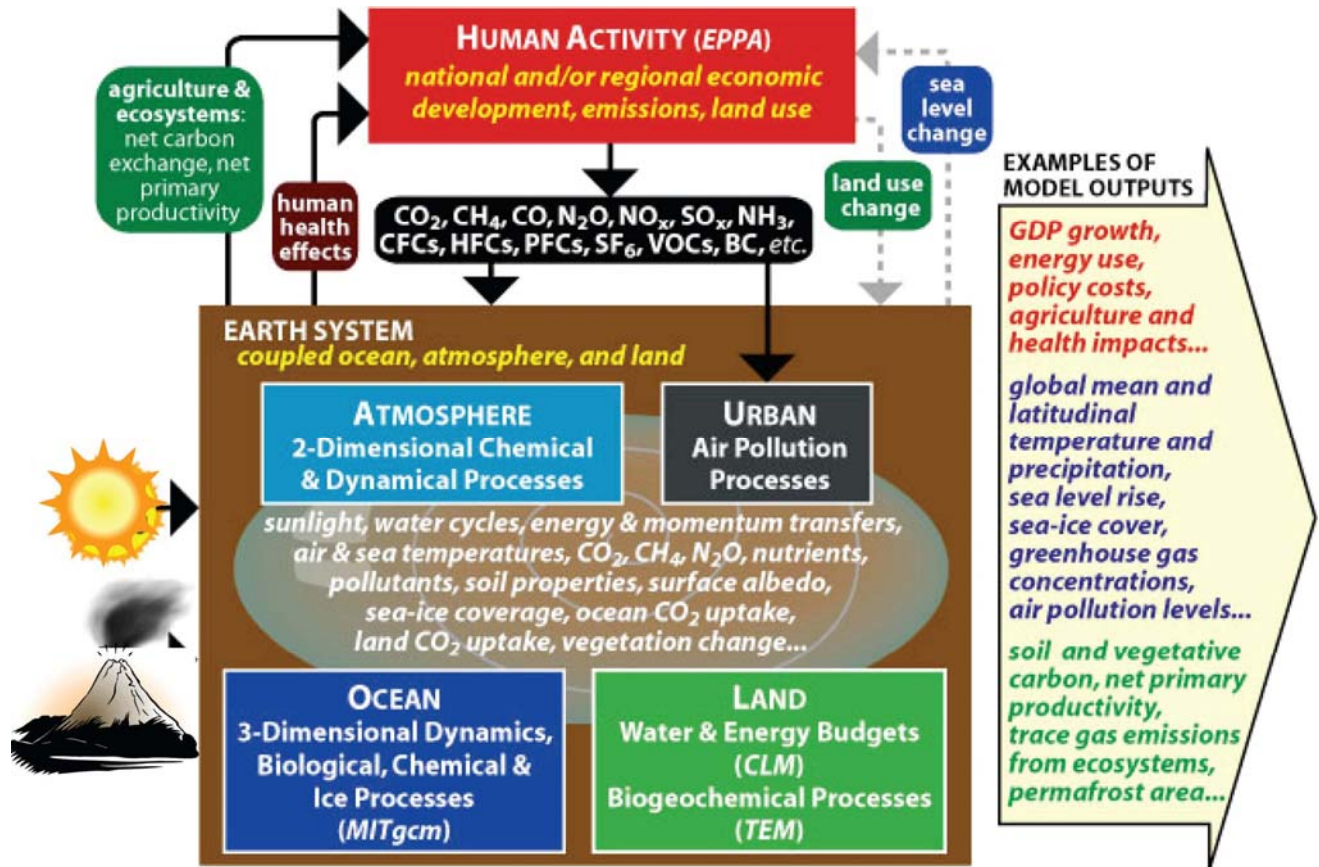 HUMAN ACTIVITY (EPPA)
national and/or regional economic
development, emissions, land use
agriculture &
ecosystems:
net carbon
exchange, net
primary
productivity
human
health
effects
sea
level
change
land use
change
CO₂, CH₄, CO, N₂O, NOₓ, SOₓ, NH₃,
CFCs, HFCs, PFCs, SF₆, VOCs, BC, etc.
EARTH SYSTEM
coupled ocean, atmosphere, and land
ATMOSPHERE
2-Dimensional Chemical
& Dynamical Processes
URBAN
Air Pollution
Processes
sunlight, water cycles, energy & momentum transfers,
air & sea temperatures, CO₂, CH₄, N₂O, nutrients,
pollutants, soil properties, surface albedo,
sea-ice coverage, ocean CO₂ uptake,
land CO₂ uptake, vegetation change...
OCEAN
3-Dimensional Dynamics,
Biological, Chemical &
Ice Processes
(MITgcm)
LAND
Water & Energy Budgets
(CLM)
Biogeochemical Processes
(TEM)
EXAMPLES OF
MODEL OUTPUTS
GDP growth,
energy use,
policy costs,
agriculture and
health impacts...
global mean and
latitudinal
temperature and
precipitation,
sea level rise,
sea-ice cover,
greenhouse gas
concentrations,
air pollution levels...
soil and vegetative
carbon, net primary
productivity,
trace gas emissions
from ecosystems,
permafrost area...